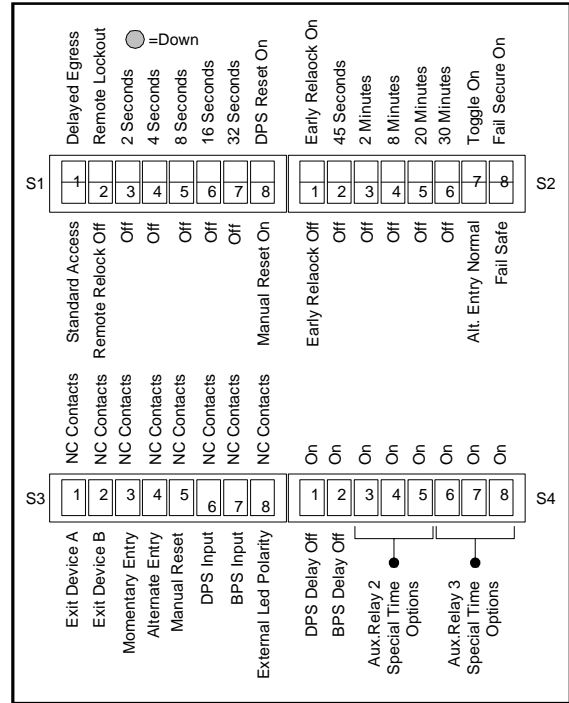 =Down
Delayed Egress
Remote Lockout
2 Seconds
4 Seconds
8 Seconds
16 Seconds
32 Seconds
DPS Reset On
Early Relaock On
45 Seconds
2 Minutes
8 Minutes
20 Minutes
30 Minutes
Toggle On
Fail Secure On
S1
1
2
3
4
5
6
7
8
1
2
3
4
5
6
7
8
S2
Standard Access
Remote Relock Off
Off
Off
Off
Off
Off
Manual Reset On
Early Relaock Off
Off
Off
Off
Off
Off
Alt. Entry Normal
Fail Safe
NC Contacts
NC Contacts
NC Contacts
NC Contacts
NC Contacts
NC Contacts
NC Contacts
NC Contacts
On
On
On
On
On
On
On
On
S3
1
2
3
4
5
6
7
8
1
2
3
4
5
6
7
8
S4
Exit Device A
Exit Device B
Momentary Entry
Alternate Entry
Manual Reset
DPS Input
BPS Input
External Led Polarity
DPS Delay Off
BPS Delay Off
Aux.Relay 2
Special Time
Options
Aux.Relay 3
Special Time
Options